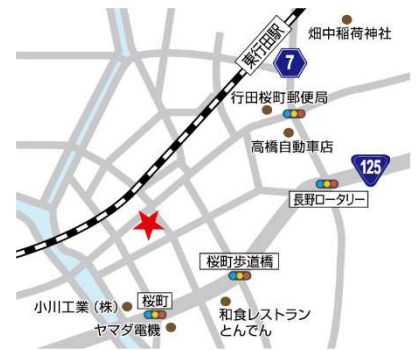 畑中稲荷神社
東行田駅
7
行田桜町郵便局
高橋自動車店
125
長野ロータリー
桜町歩道橋
小川工業（株）
桜町
ヤマダ電機
和食レストラン
とんでん